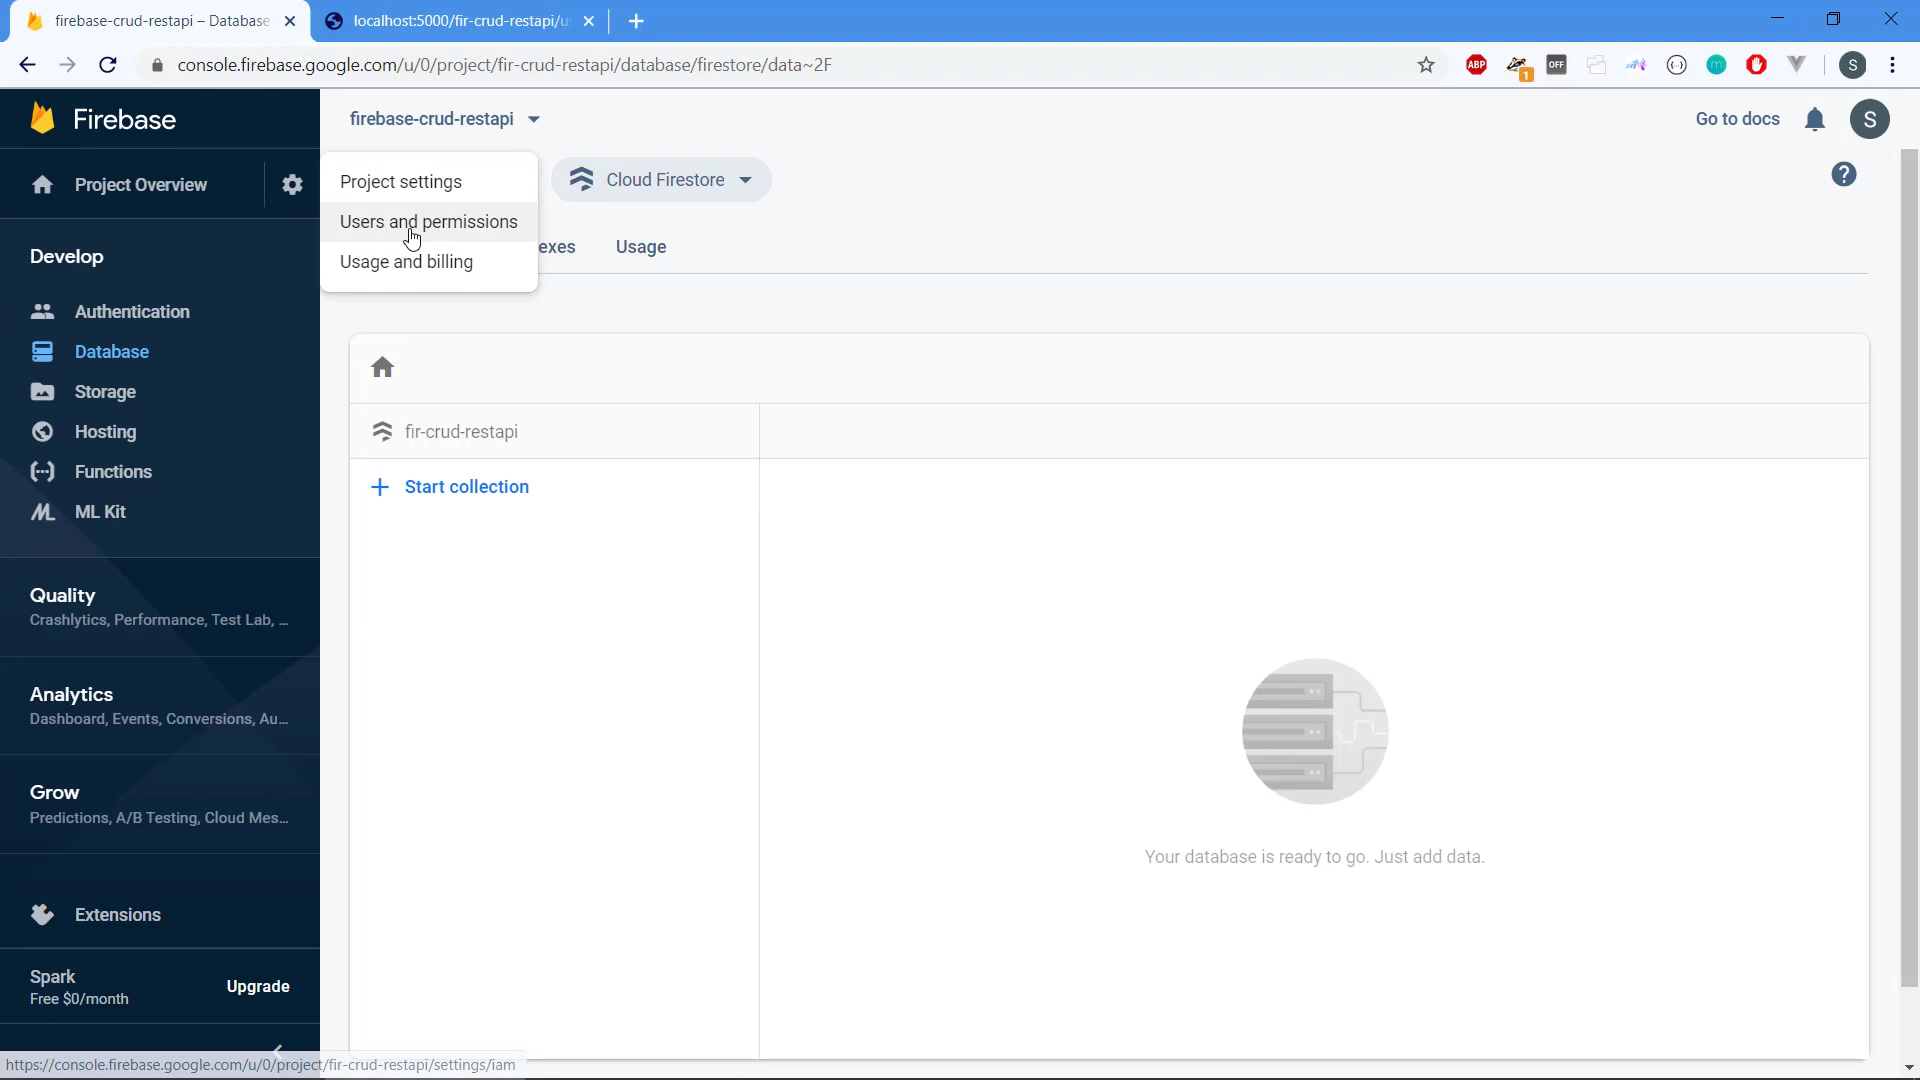 firebase-crud-restapi – Database
localhost:5000/fir-crud-restapi/u
console.firebase.google.com/u/0/project/fir-crud-restapi/database/firestore/data~2F
ABP
1
OFF
m
S
Firebase
firebase-crud-restapi
Go to docs
S
Project Overview
Project settings
Users and permissions
Usage and billing
Cloud Firestore
?
exes
Usage
Develop
Authentication
Database
Storage
Hosting
Functions
ML Kit
fir-crud-restapi
+ Start collection
Your database is ready to go. Just add data.
Quality
Crashlytics, Performance, Test Lab, ...
Analytics
Dashboard, Events, Conversions, Au...
Grow
Predictions, A/B Testing, Cloud Mes...
Extensions
Spark
Free $0/month
Upgrade
https://console.firebase.google.com/u/0/project/fir-crud-restapi/settings/iam